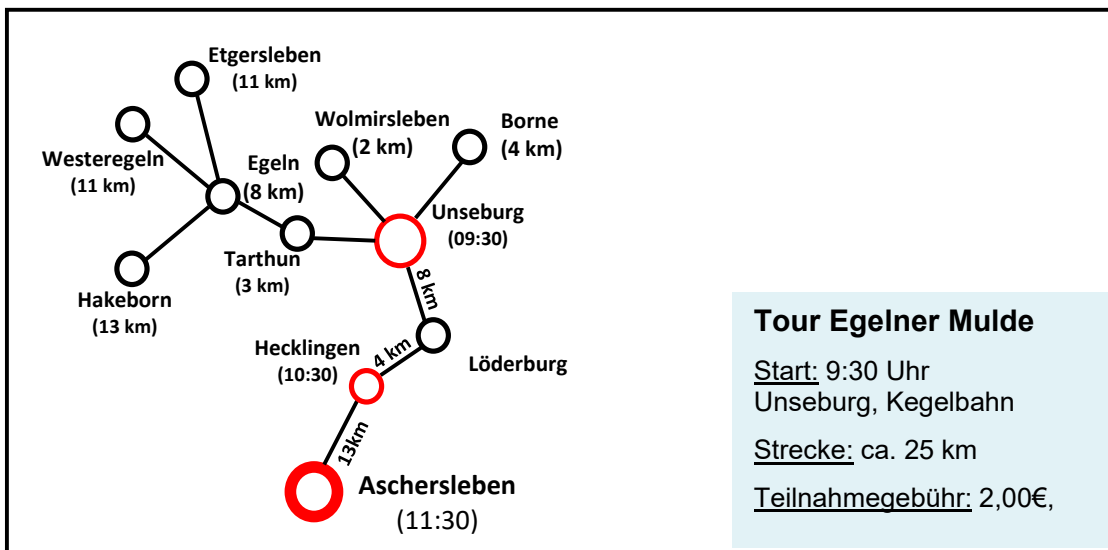 Etgersleben
(11 km)
Wolmirsleben
(2 km)
Borne
(4 km)
Westeregeln
(11 km)
Egeln
(8 km)
Unseburg
(09:30)
Tarthun
(3 km)
Hakeborn
(13 km)
8 km
Hecklingen
(10:30)
4 km
Löderburg
13km
Aschersleben
(11:30)
Tour Egelner Mulde
Start: 9:30 Uhr
Unseburg, Kegelbahn
Strecke: ca. 25 km
Teilnahmegebühr: 2,00€,